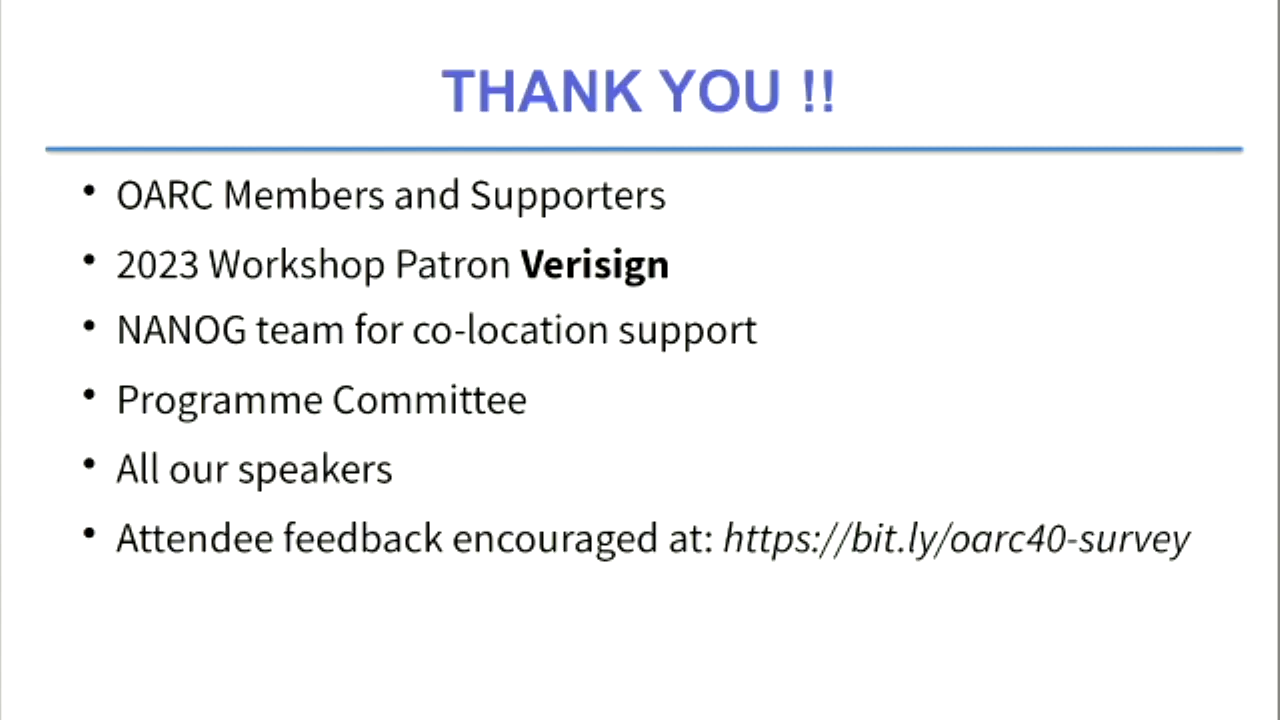 THANK YOU !!
• OARC Members and Supporters
• 2023 Workshop Patron Verisign
• NANOG team for co-location support
• Programme Committee
• All our speakers
• Attendee feedback encouraged at: https://bit.ly/oarc40-survey